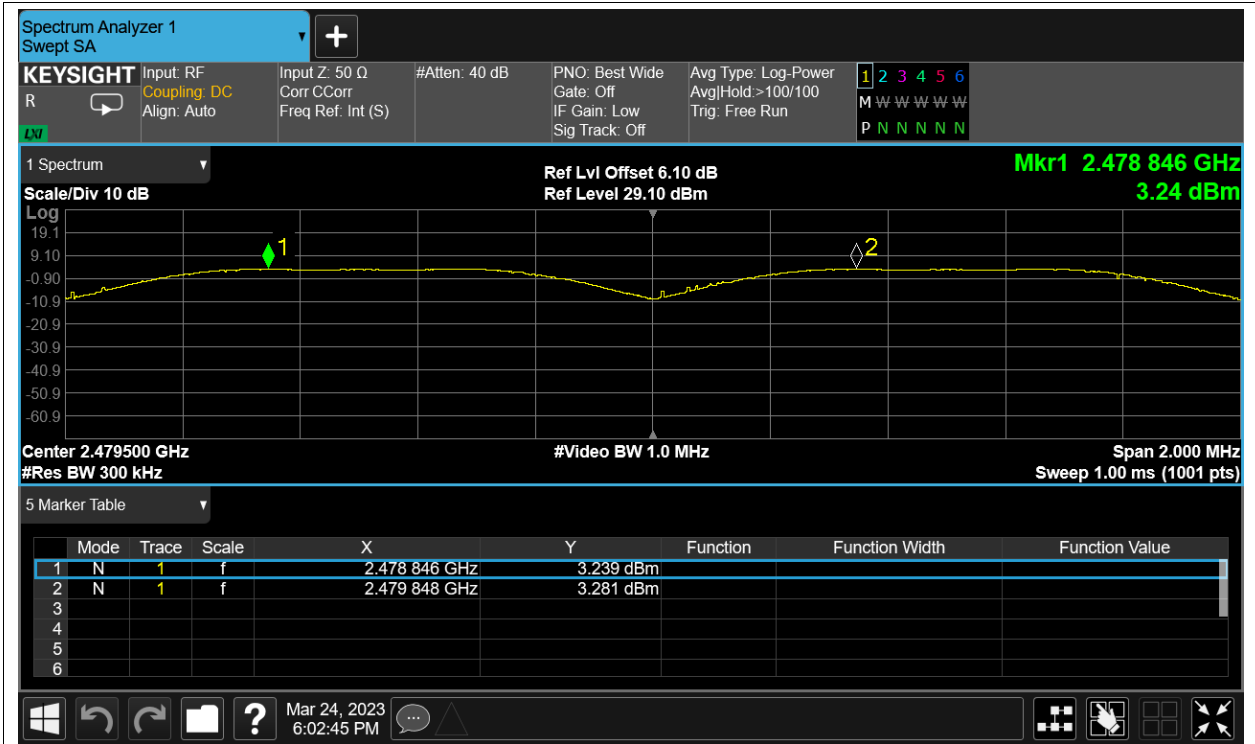 Spectrum Analyzer 1
Swept SA
KEYSIGHT
R
LXI
Input: RF
Coupling: DC
Align: Auto
Input Z: 50 Ω
Corr CCorr
Freq Ref: Int (S)
#Atten: 40 dB
PNO: Best Wide
Gate: Off
IF Gain: Low
Sig Track: Off
Avg Type: Log-Power
Avg|Hold:>100/100
Trig: Free Run
1 2 3 4 5 6
M W W W W W
P N N N N N
1 Spectrum
Scale/Div 10 dB
Ref Lvl Offset 6.10 dB
Ref Level 29.10 dBm
Mkr1 2.478 846 GHz
3.24 dBm
Log
19.1
9.10
-0.90
-10.9
-20.9
-30.9
-40.9
-50.9
-60.9
1
2
Center 2.479500 GHz
#Res BW 300 kHz
#Video BW 1.0 MHz
Span 2.000 MHz
Sweep 1.00 ms (1001 pts)
5 Marker Table
Mode Trace Scale X Y Function Function Width Function Value
1 N 1 f 2.478 846 GHz 3.239 dBm
2 N 1 f 2.479 848 GHz 3.281 dBm
3
4
5
6
?
Mar 24, 2023
6:02:45 PM